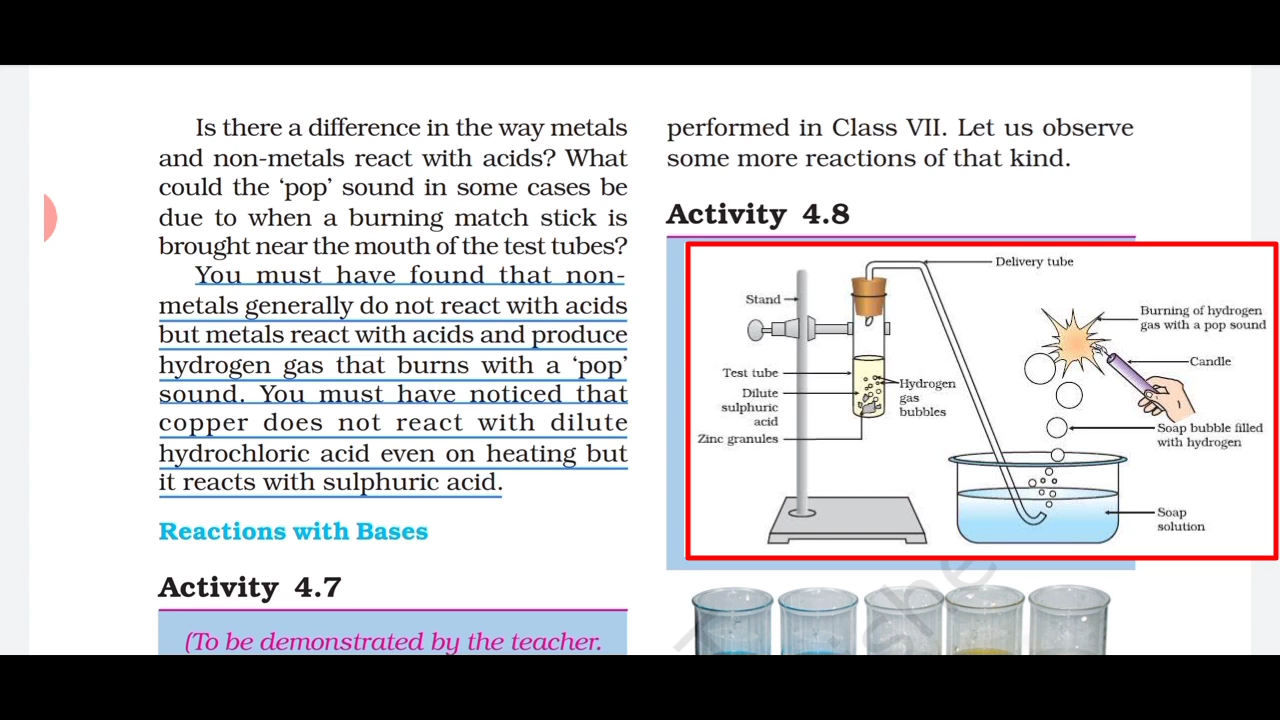 Is there a difference in the way metals
and non-metals react with acids? What
could the ‘pop’ sound in some cases be
due to when a burning match stick is
brought near the mouth of the test tubes?
You must have found that non-
metals generally do not react with acids
but metals react with acids and produce
hydrogen gas that burns with a ‘pop’
sound. You must have noticed that
copper does not react with dilute
hydrochloric acid even on heating but
it reacts with sulphuric acid.
Reactions with Bases
Activity 4.7
(To be demonstrated by the teacher.
performed in Class VII. Let us observe
some more reactions of that kind.
Activity 4.8
Delivery tube
Stand
Burning of hydrogen
gas with a pop sound
Candle
Test tube
Hydrogen
gas
bubbles
Dilute
sulphuric
acid
Zinc granules
Soap bubble filled
with hydrogen
Soap
solution